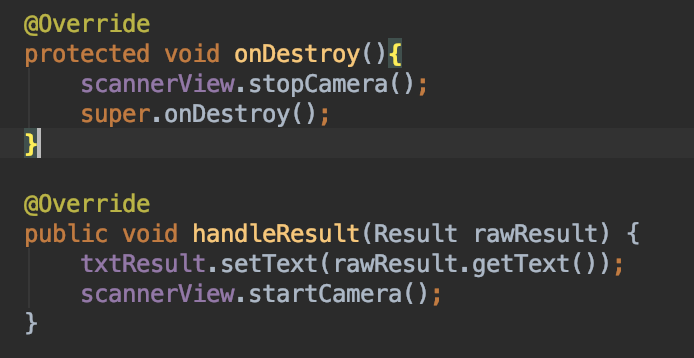 @Override
protected void onDestroy(){
    scannerView.stopCamera();
    super.onDestroy();
}

@Override
public void handleResult(Result rawResult) {
    txtResult.setText(rawResult.getText());
    scannerView.startCamera();
}